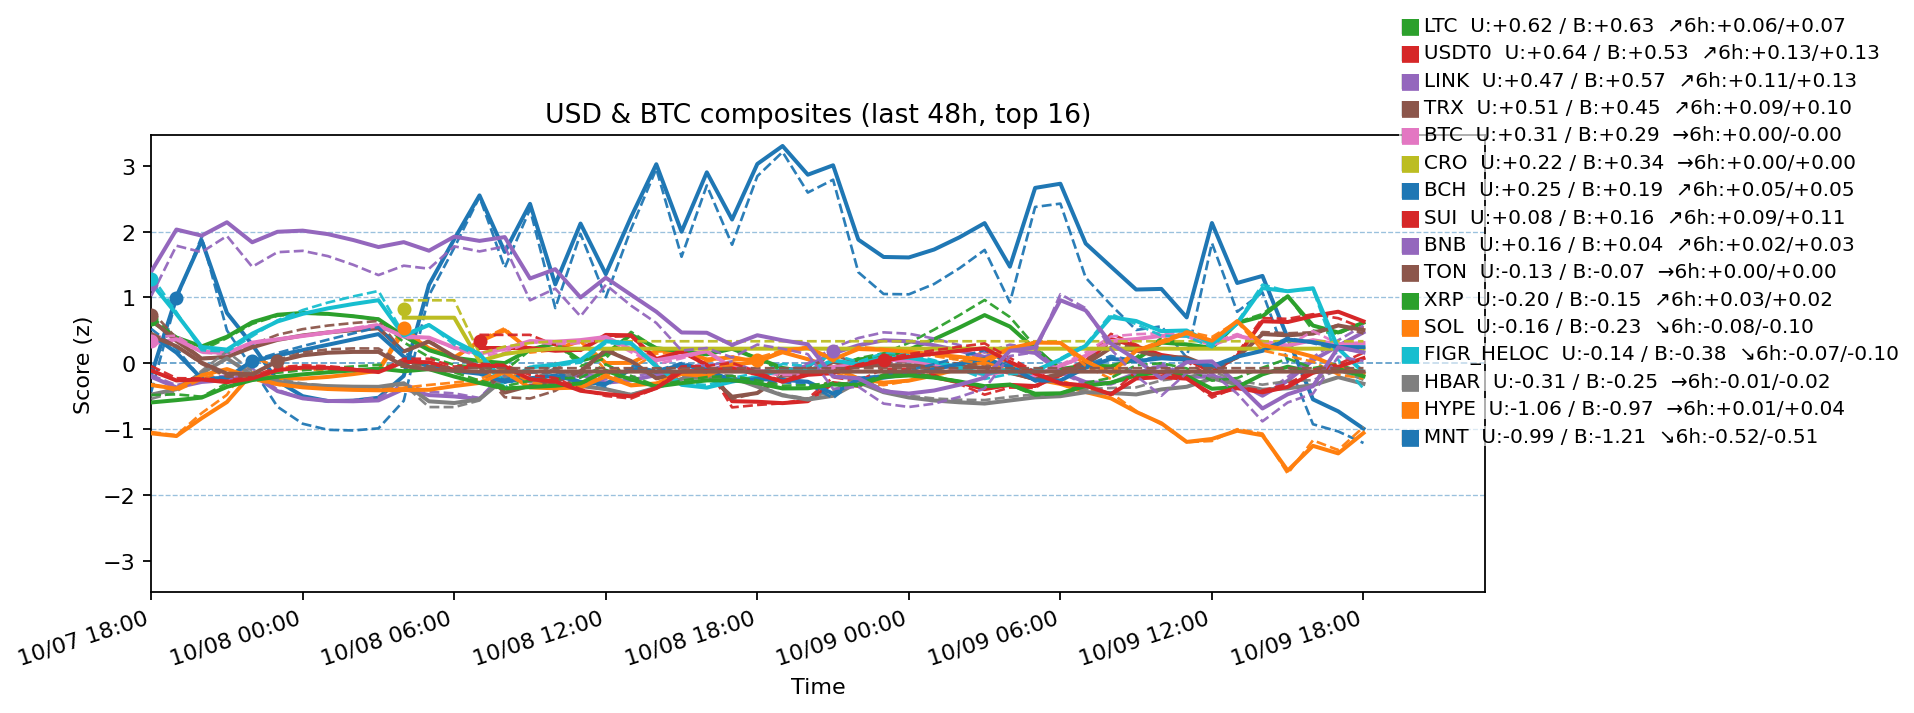 LTC  U:+0.62 / B:+0.63  ↗6h:+0.06/+0.07
USDT0  U:+0.64 / B:+0.53  ↗6h:+0.13/+0.13
LINK  U:+0.47 / B:+0.57  ↗6h:+0.11/+0.13
TRX  U:+0.51 / B:+0.45  ↗6h:+0.09/+0.10
BTC  U:+0.31 / B:+0.29  →6h:+0.00/-0.00
CRO  U:+0.22 / B:+0.34  →6h:+0.00/+0.00
BCH  U:+0.25 / B:+0.19  ↗6h:+0.05/+0.05
SUI  U:+0.08 / B:+0.16  ↗6h:+0.09/+0.11
BNB  U:+0.16 / B:+0.04  ↗6h:+0.02/+0.03
TON  U:-0.13 / B:-0.07  →6h:+0.00/+0.00
XRP  U:-0.20 / B:-0.15  ↗6h:+0.03/+0.02
SOL  U:-0.16 / B:-0.23  ↘6h:-0.08/-0.10
FIGR_HELOC  U:-0.14 / B:-0.38  ↘6h:-0.07/-0.10
HBAR  U:-0.31 / B:-0.25  →6h:-0.01/-0.02
HYPE  U:-1.06 / B:-0.97  →6h:+0.01/+0.04
MNT  U:-0.99 / B:-1.21  ↘6h:-0.52/-0.51
USD & BTC composites (last 48h, top 16)
Score (z)
3
2
1
0
−1
−2
−3
10/07 18:00
10/08 00:00
10/08 06:00
10/08 12:00
10/08 18:00
10/09 00:00
10/09 06:00
10/09 12:00
10/09 18:00
Time